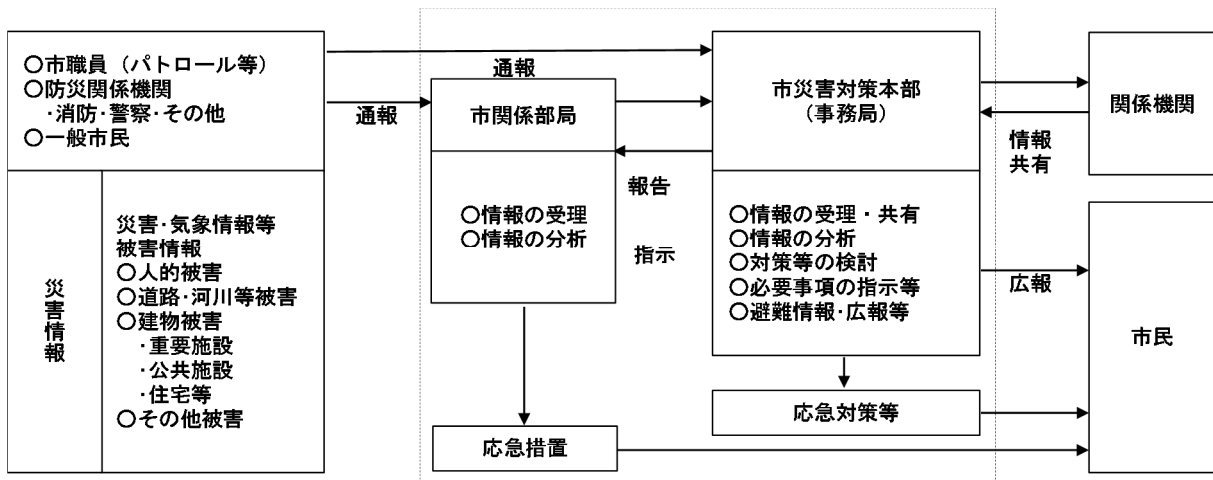 ○市職員（パトロール等）
○防災関係機関
・消防・警察・その他
○一般市民
災害情報
災害・気象情報等
被害情報
○人的被害
○道路・河川等被害
○建物被害
・重要施設
・公共施設
・住宅等
○その他被害
通報
通報
市関係部局
○情報の受理
○情報の分析
応急措置
報告
指示
市災害対策本部
（事務局）
○情報の受理・共有
○情報の分析
○対策等の検討
○必要事項の指示等
○避難情報・広報等
応急対策等
情報
共有
広報
関係機関
市民